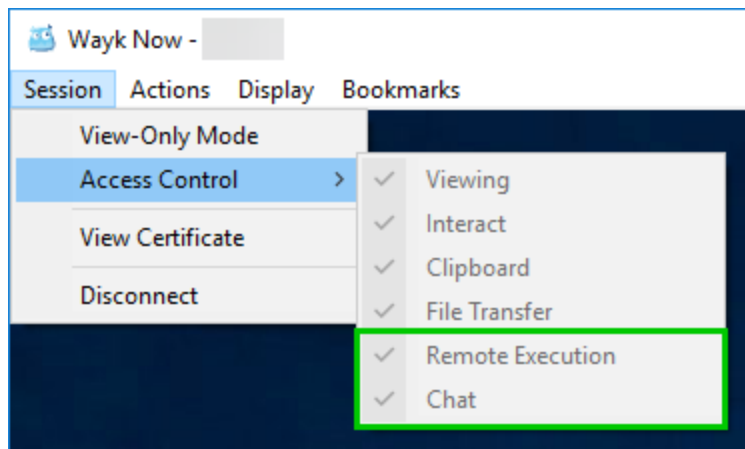 Wayk Now -
Session Actions Display Bookmarks
View-Only Mode
Access Control
View Certificate
Disconnect
Viewing
Interact
Clipboard
File Transfer
Remote Execution
Chat